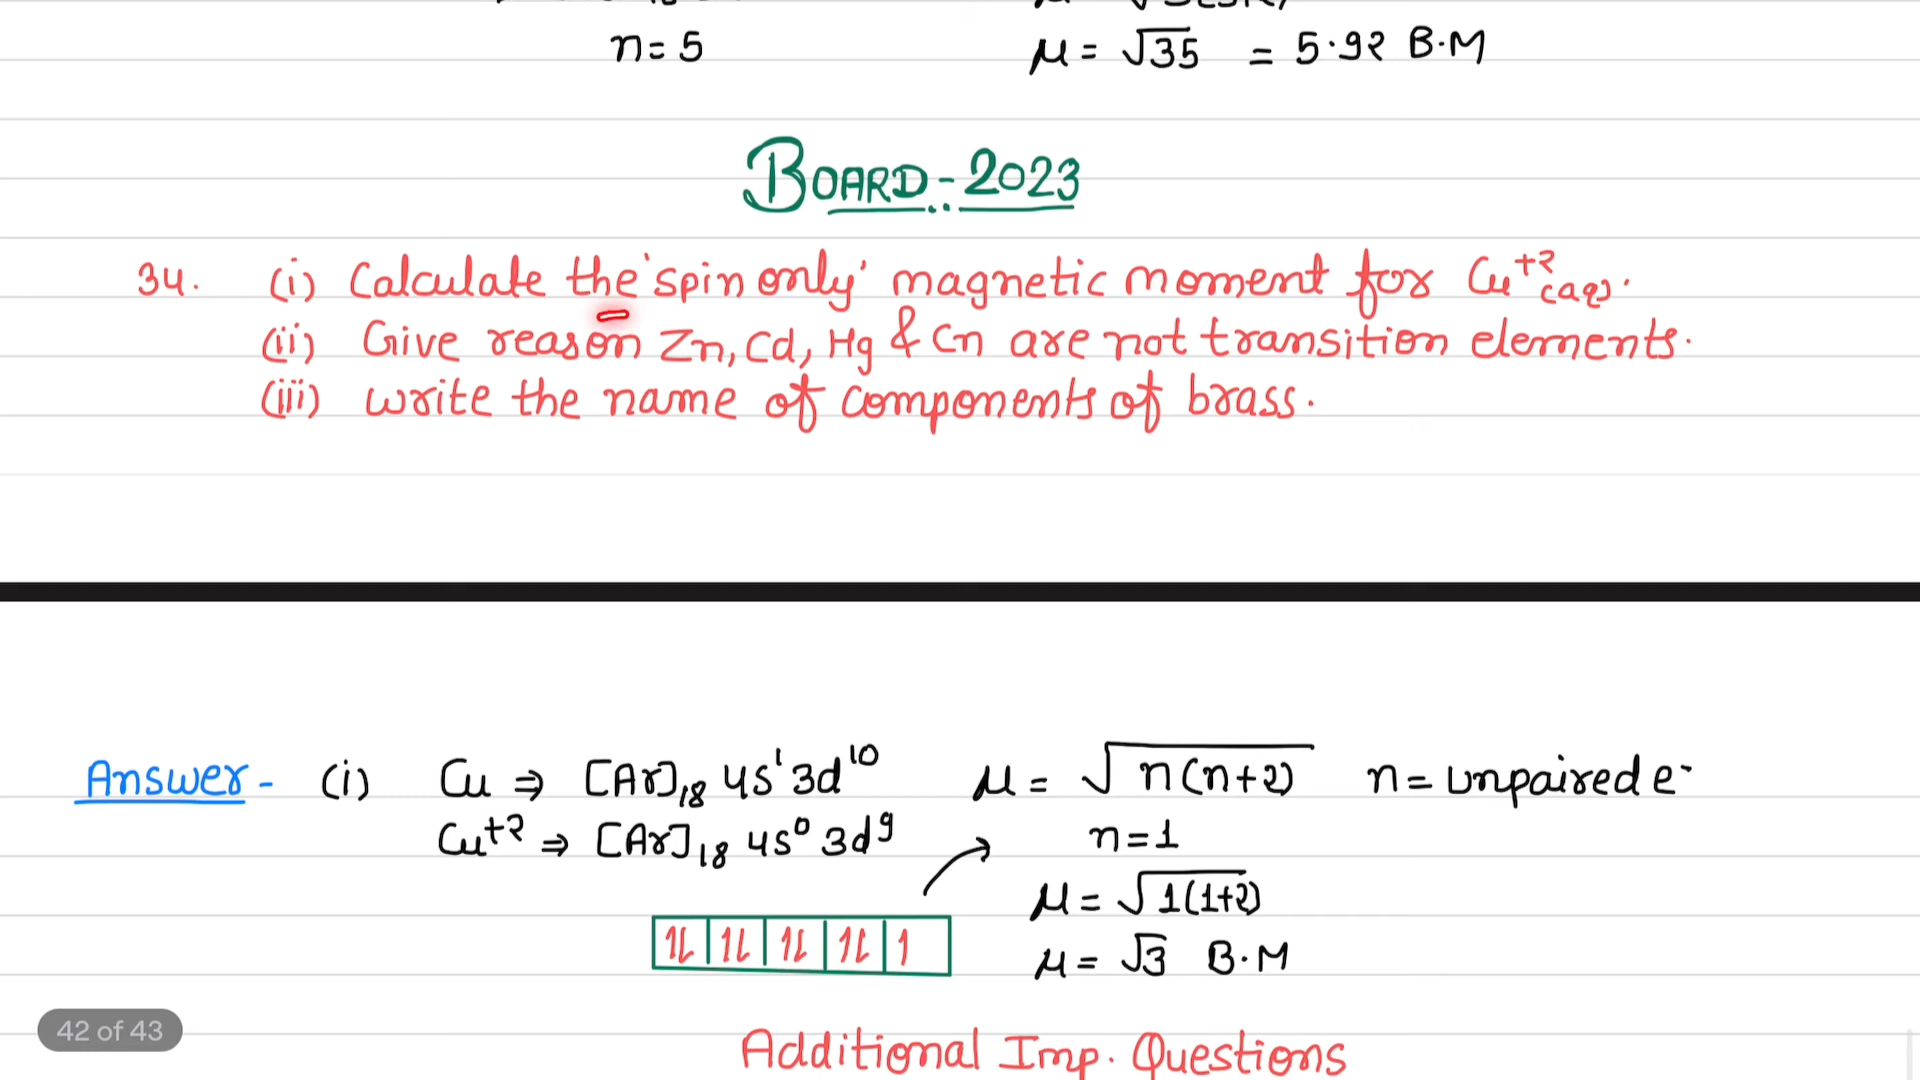 n = 5
μ = √35 = 5.92 B.M
BOARD - 2023
34. (i) Calculate the 'spin only' magnetic moment for Cu⁺²(aq).
(ii) Give reason Zn, Cd, Hg & Cn are not transition elements.
(iii) write the name of components of brass.
Answer - (i) Cu ⇒ [Ar]₁₈ 4s¹ 3d¹⁰ μ = √n(n+2) n = unpaired e⁻
Cu⁺² ⇒ [Ar]₁₈ 4s⁰ 3d⁹ n = 1
μ = √1(1+2)
1L 1L 1L 1L 1 μ = √3 B.M
42 of 43
Additional Imp. Questions